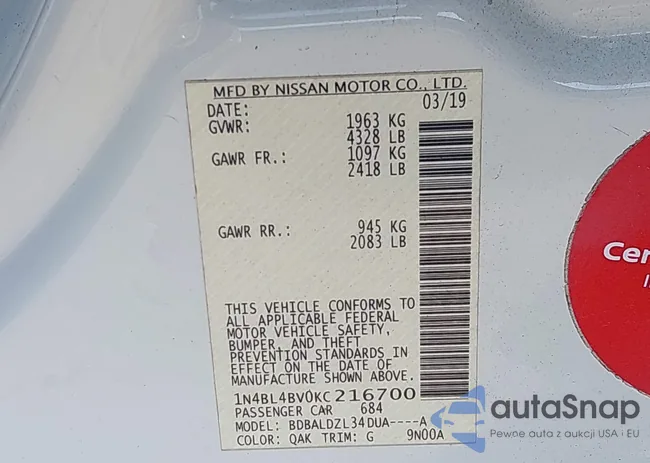 MFD BY NISSAN MOTOR CO., LTD.
DATE: 03/19
GVWR: 1963 KG
4328 LB
GAWR FR.: 1097 KG
2418 LB
GAWR RR.: 945 KG
2083 LB
THIS VEHICLE CONFORMS TO
ALL APPLICABLE FEDERAL
MOTOR VEHICLE SAFETY,
BUMPER, AND THEFT
PREVENTION STANDARDS IN
EFFECT ON THE DATE OF
MANUFACTURE SHOWN ABOVE.
1N4BL4BV0KC216700
PASSENGER CAR 684
MODEL: BDBALDZL34DUA----A
COLOR: QAK TRIM: G 9N00A
Cer
autoSnap
Pewne auta z aukcji USA i EU